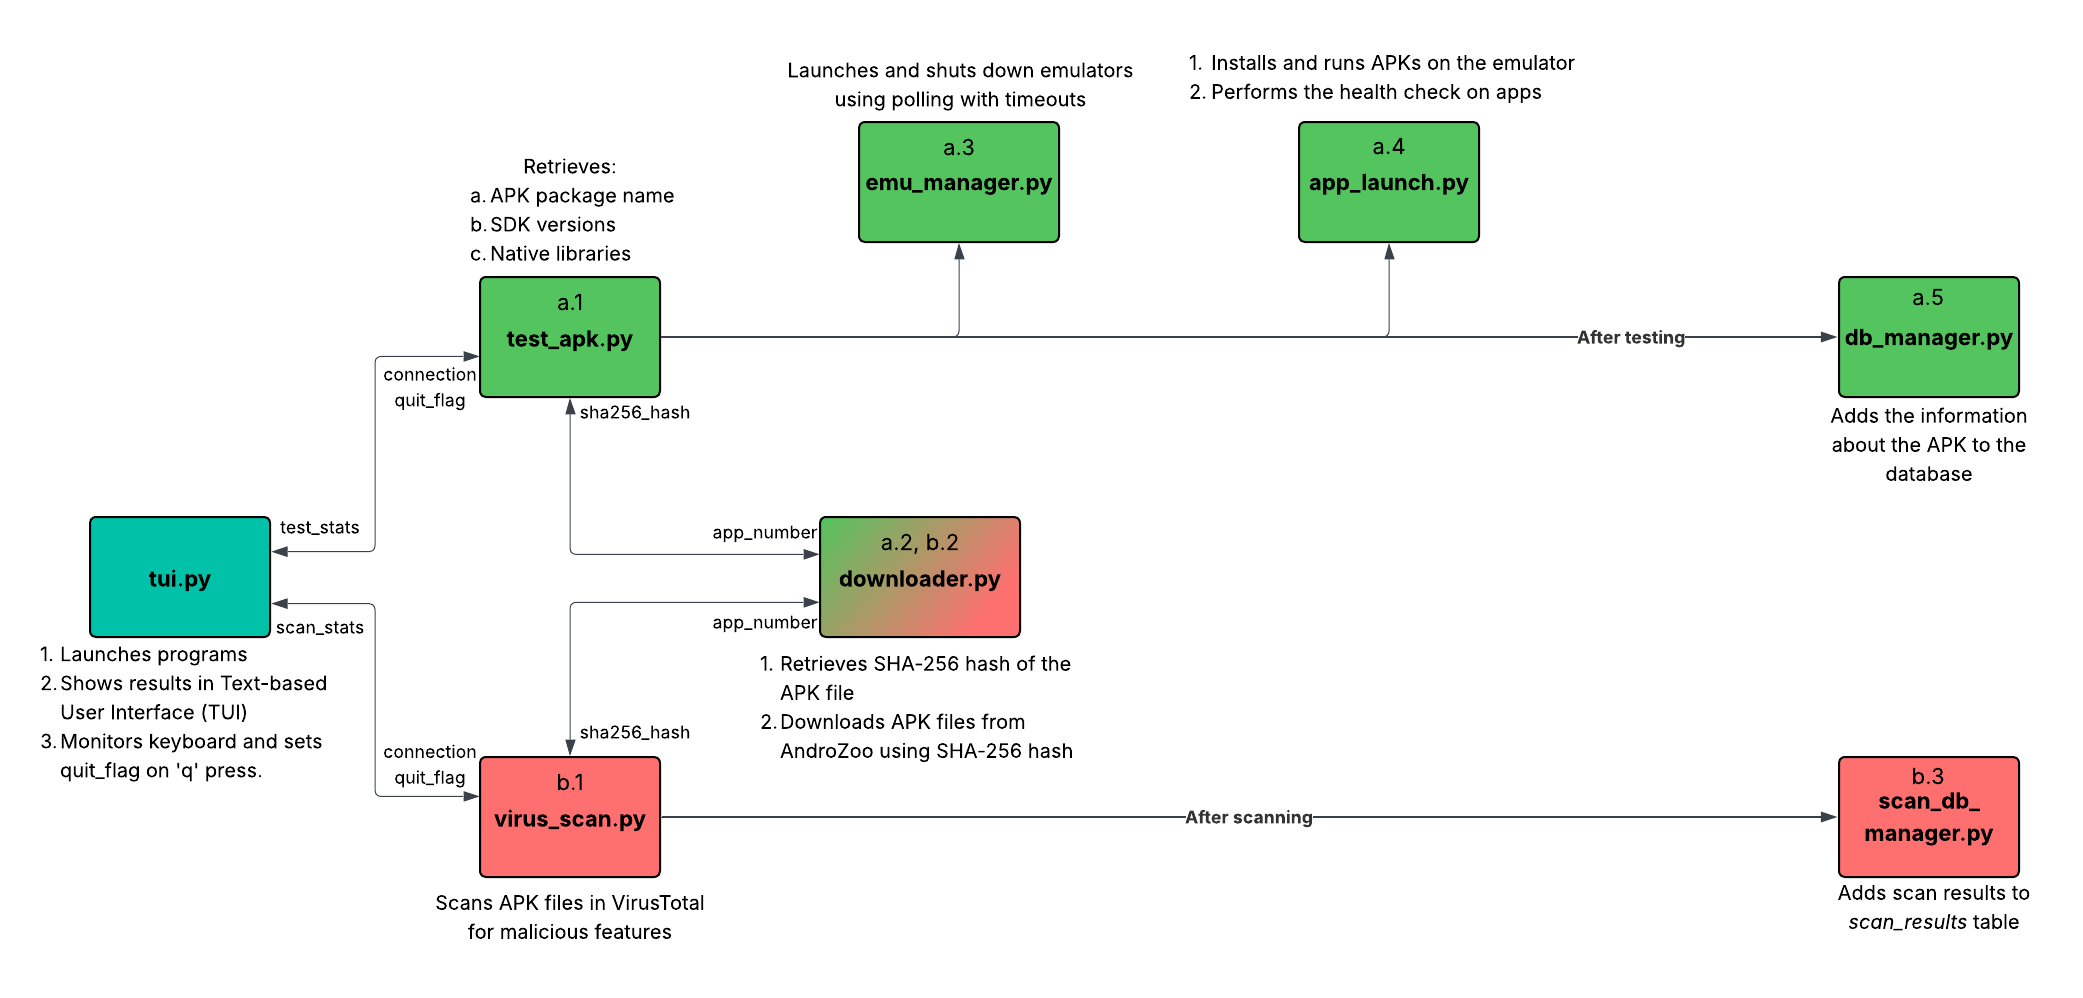 Launches and shuts down emulators
using polling with timeouts
a.3
emu_manager.py
1. Installs and runs APKs on the emulator
2. Performs the health check on apps
a.4
app_launch.py
Retrieves:
a. APK package name
b. SDK versions
c. Native libraries
a.1
test_apk.py
After testing
a.5
db_manager.py
Adds the information
about the APK to the
database
connection
quit_flag
sha256_hash
test_stats
tui.py
scan_stats
1. Launches programs
2. Shows results in Text-based
User Interface (TUI)
3. Monitors keyboard and sets
quit_flag on 'q' press.
app_number
a.2, b.2
downloader.py
app_number
1. Retrieves SHA-256 hash of the
APK file
2. Downloads APK files from
AndroZoo using SHA-256 hash
sha256_hash
connection
quit_flag
b.1
virus_scan.py
Scans APK files in VirusTotal
for malicious features
After scanning
b.3
scan_db_
manager.py
Adds scan results to
scan_results table